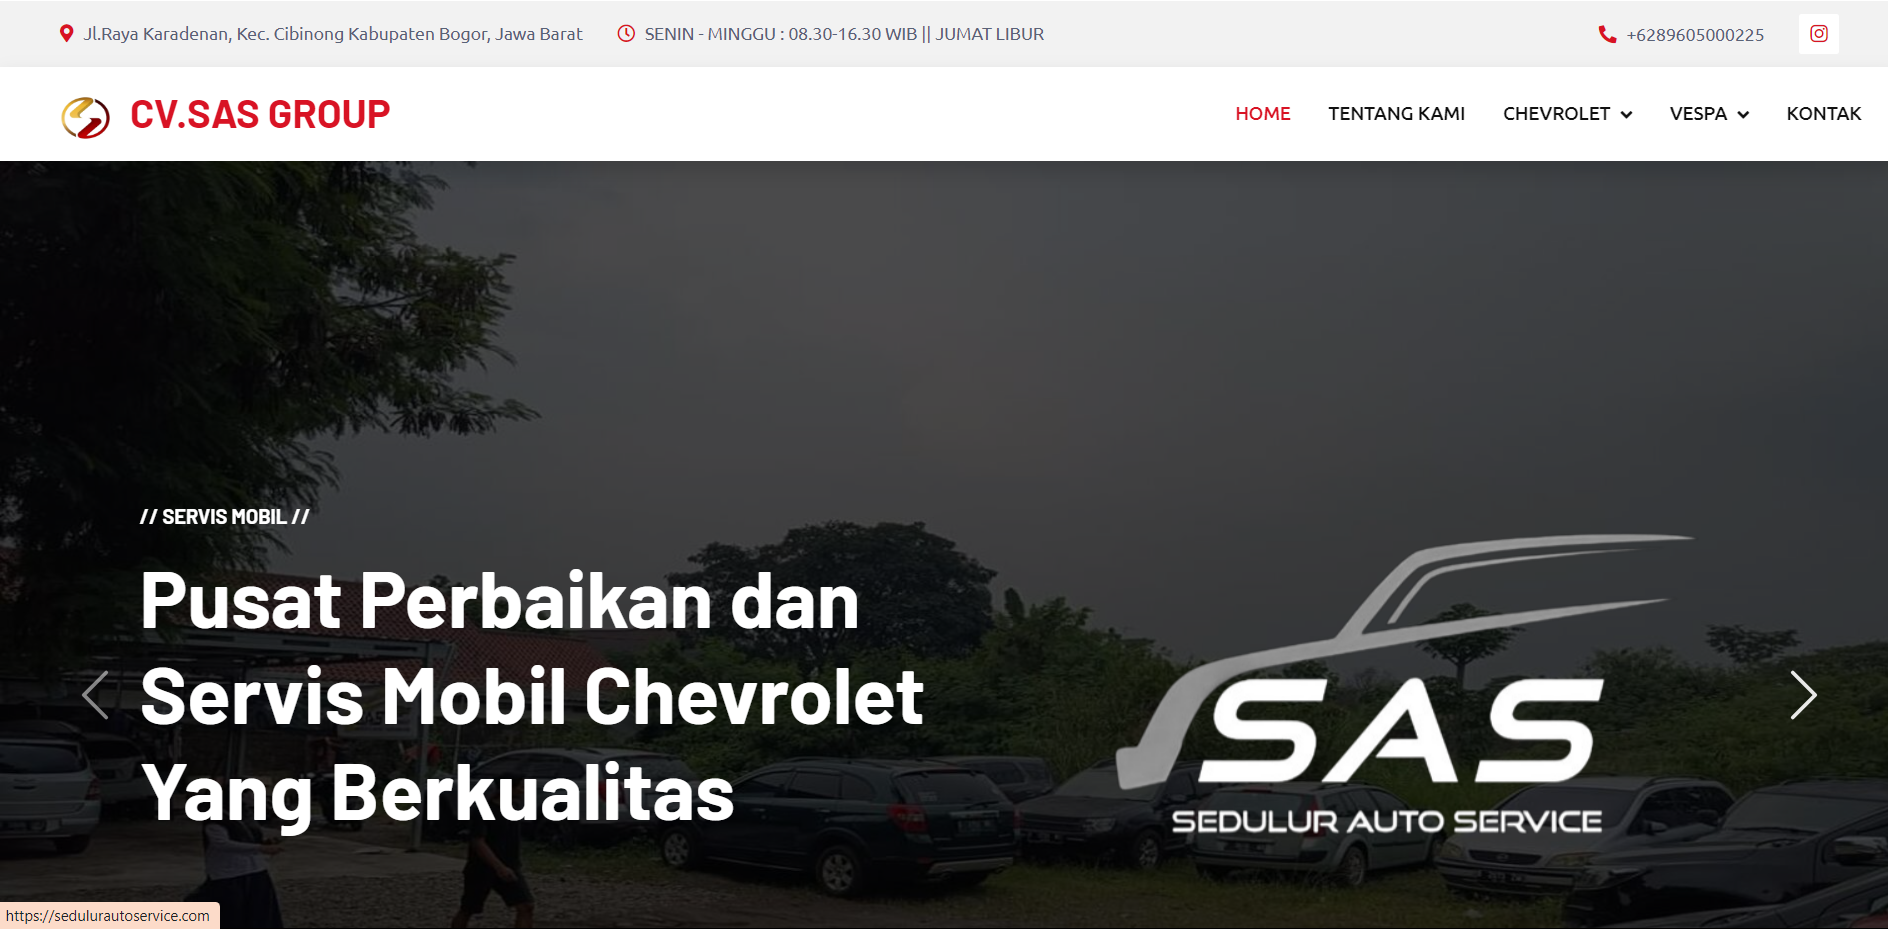 Jl.Raya Karadenan, Kec. Cibinong Kabupaten Bogor, Jawa Barat
SENIN - MINGGU : 08.30-16.30 WIB || JUMAT LIBUR
+6289605000225
CV.SAS GROUP
HOME
TENTANG KAMI
CHEVROLET
VESPA
KONTAK
// SERVIS MOBIL //
Pusat Perbaikan dan
Servis Mobil Chevrolet
Yang Berkualitas
SAS
SEDULUR AUTO SERVICE
https://sedulurautoservice.com